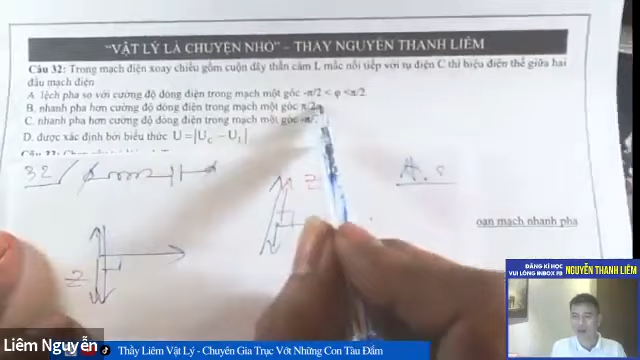 "VẬT LÝ LÀ CHUYỆN NHỎ" – THẦY NGUYỄN THANH LIÊM
Câu 32: Trong mạch điện xoay chiều gồm cuộn dây thuần cảm L mắc nối tiếp với tụ điện C thì hiệu điện thế giữa hai
đầu mạch điện
A. lệch pha so với cường độ dòng điện trong mạch một góc -π/2 < φ <π/2
B. nhanh pha hơn cường độ dòng điện trong mạch một góc π/2
C. nhanh pha hơn cường độ dòng điện trong mạch một góc -π/
D. được xác định bởi biểu thức U =|U_C – U_L|
32/
Z
A.
Z
oạn mạch nhanh pha
ĐĂNG KÍ HỌC
VUI LÒNG INBOX FB NGUYỄN THANH LIÊM
Liêm Nguyễn
Thầy Liêm Vật Lý - Chuyên Gia Trục Vớt Những Con Tàu Đắm